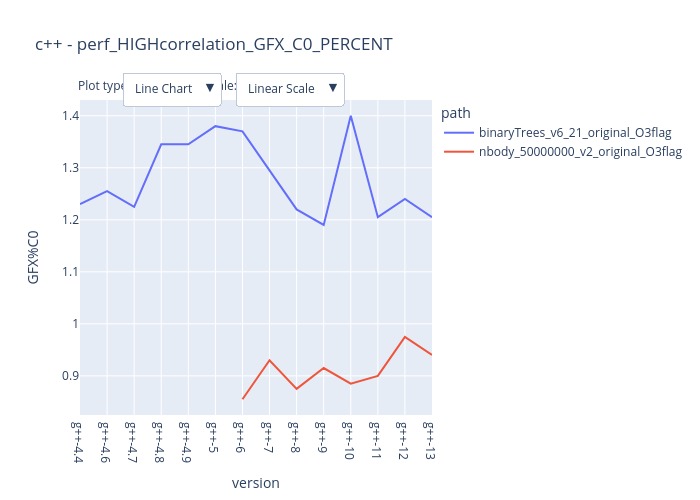 c++ - perf_HIGHcorrelation_GFX_C0_PERCENT
Plot type
Line Chart ▼
ale:
Linear Scale ▼
path
binaryTrees_v6_21_original_O3flag
nbody_50000000_v2_original_O3flag
GFX%C0
1.4
1.3
1.2
1.1
1
0.9
g++-4.4
g++-4.6
g++-4.7
g++-4.8
g++-4.9
g++-5
g++-6
g++-7
g++-8
g++-9
g++-10
g++-11
g++-12
g++-13
version